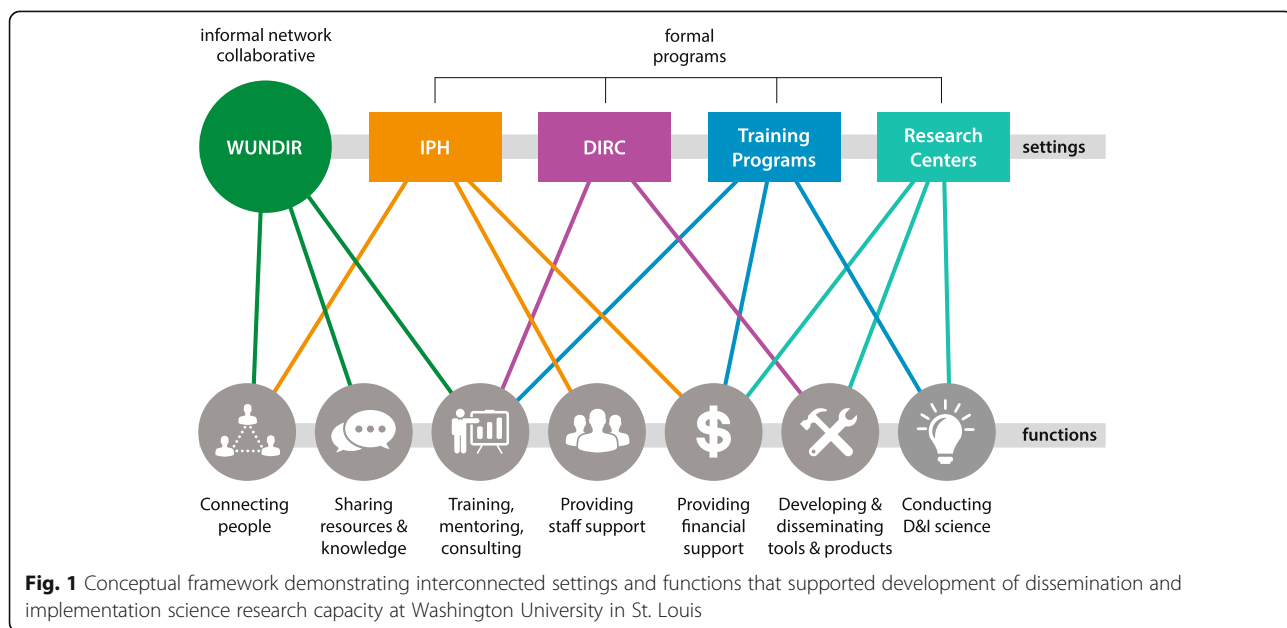 informal network
collaborative
formal
programs
WUNDIR
IPH
DIRC
Training
Programs
Research
Centers
settings
functions
Connecting
people
Sharing
resources &
knowledge
Training,
mentoring,
consulting
Providing
staff support
Providing
financial
support
Developing &
disseminating
tools & products
Conducting
D&I science
Fig. 1 Conceptual framework demonstrating interconnected settings and functions that supported development of dissemination and
implementation science research capacity at Washington University in St. Louis